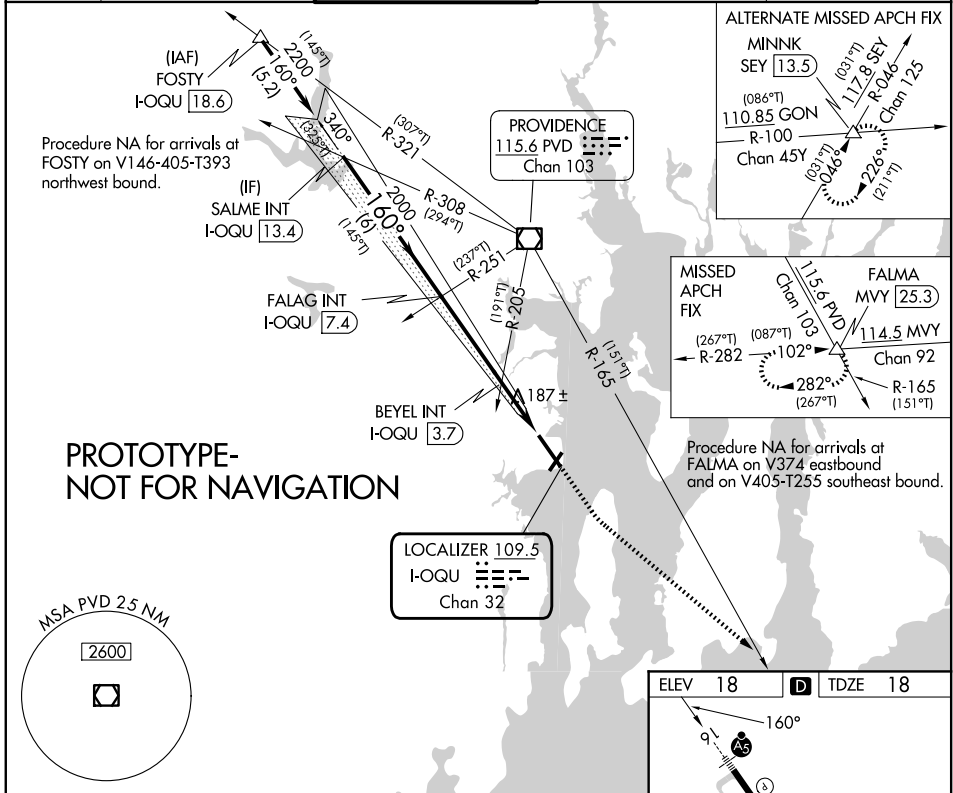 (IAF)
FOSTY
I-OQU 18.6
2200
(145°T)
160°
(5.2)
Procedure NA for arrivals at
FOSTY on V146-405-T393
northwest bound.
340°
(325°T)
(307°T)
R-321
(IF)
SALME INT
I-OQU 13.4
2000
160°
(6)
(145°T)
R-308
(294°T)
PROVIDENCE
115.6 PVD
Chan 103
(237°T)
R-251
(191°T)
R-205
(151°T)
R-165
FALAG INT
I-OQU 7.4
BEYEL INT
I-OQU 3.7
187 ±
PROTOTYPE-
NOT FOR NAVIGATION
LOCALIZER 109.5
I-OQU
Chan 32
MSA PVD 25 NM
2600
ALTERNATE MISSED APCH FIX
MINNK
SEY 13.5
(031°T)
117.8 SEY
R-046
Chan 125
(086°T)
110.85 GON
R-100
Chan 45Y
(031°T)
046°
226°
(211°T)
MISSED
APCH
FIX
115.6 PVD
Chan 103
FALMA
MVY 25.3
114.5 MVY
Chan 92
(267°T)
R-282
(087°T)
102°
282°
(267°T)
R-165
(151°T)
Procedure NA for arrivals at
FALMA on V374 eastbound
and on V405-T255 southeast bound.
ELEV 18 D TDZE 18
160°
16
A5
P